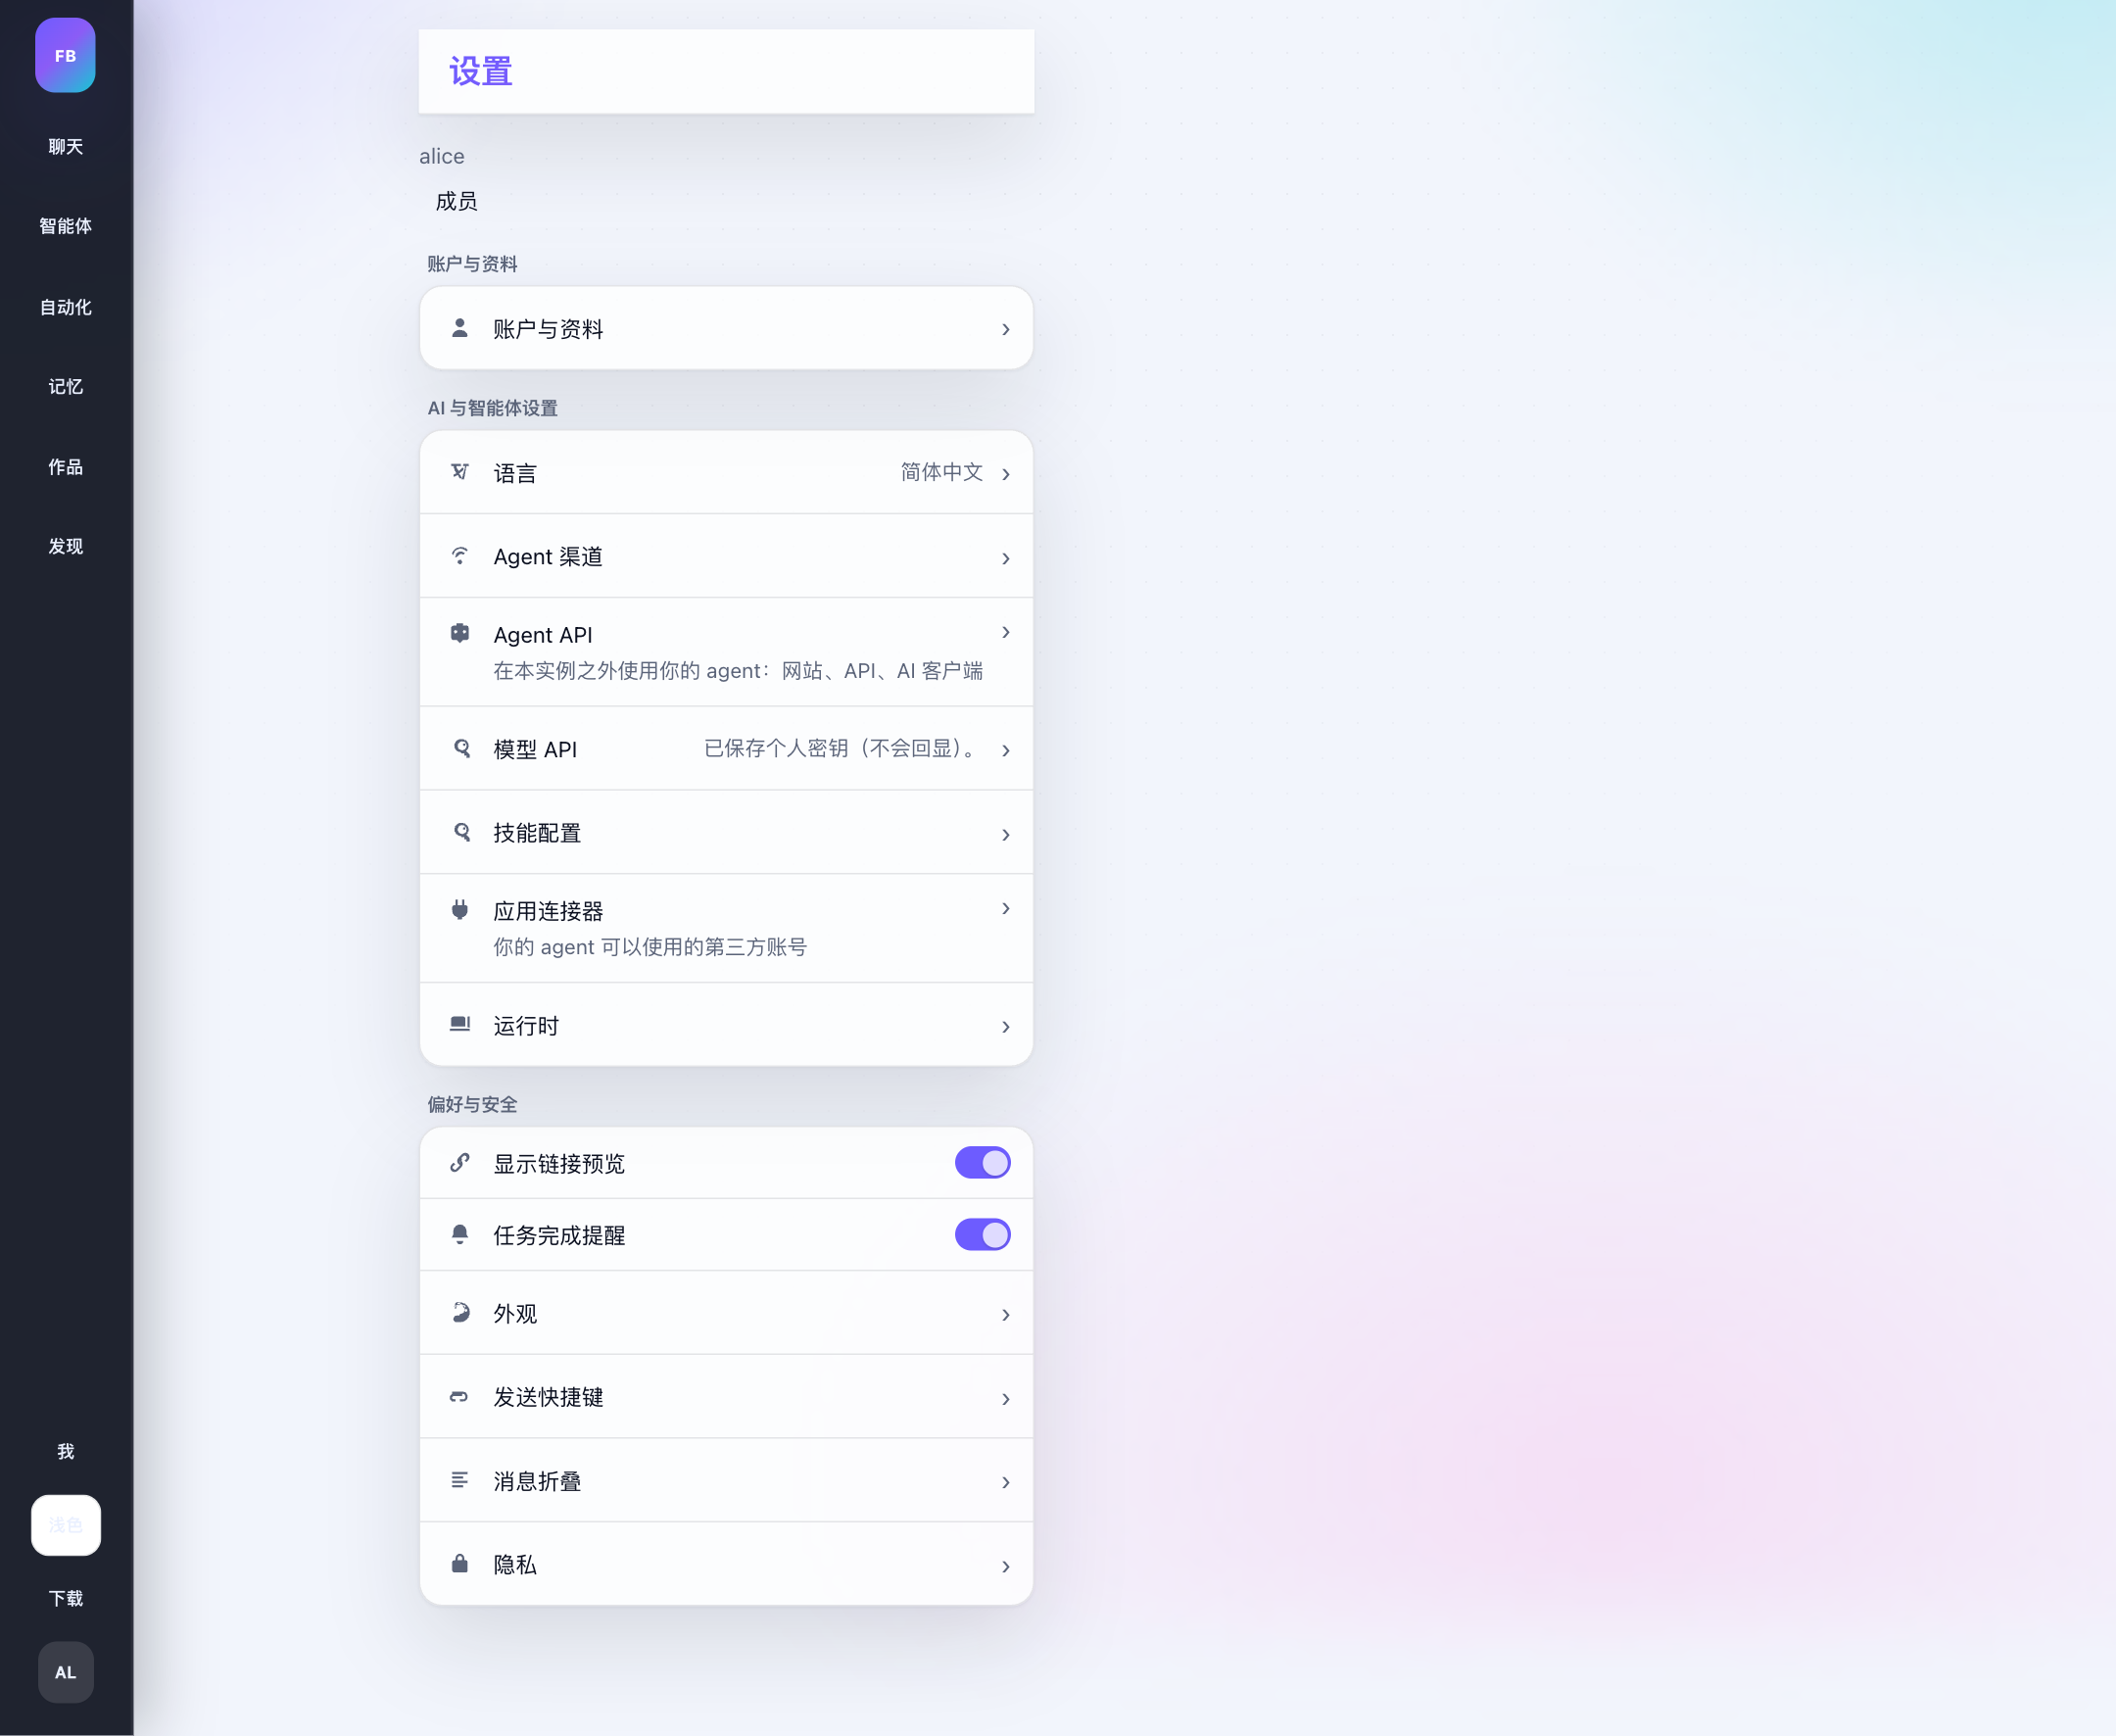 FB
聊天
智能体
自动化
记忆
作品
发现
我
浅色
下载
AL
设置
alice
成员
账户与资料
账户与资料
AI 与智能体设置
语言 简体中文
Agent 渠道
Agent API
在本实例之外使用你的 agent：网站、API、AI 客户端
模型 API 已保存个人密钥（不会回显）。
技能配置
应用连接器
你的 agent 可以使用的第三方账号
运行时
偏好与安全
显示链接预览
任务完成提醒
外观
发送快捷键
消息折叠
隐私